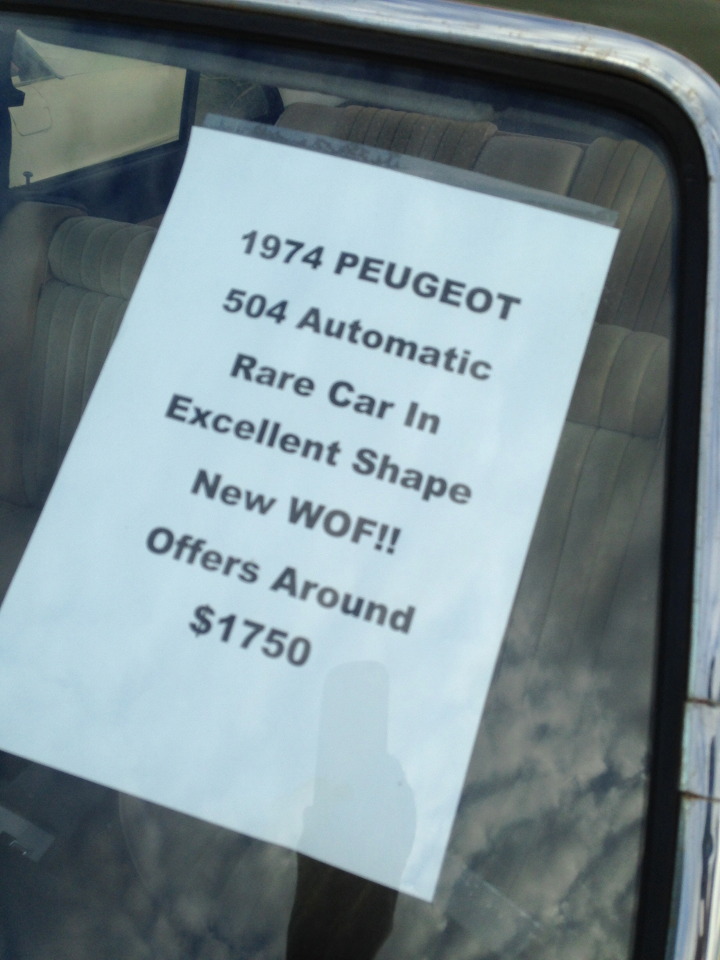 1974 PEUGEOT
504 Automatic
Rare Car In
Excellent Shape
New WOF!!
Offers Around
$1750